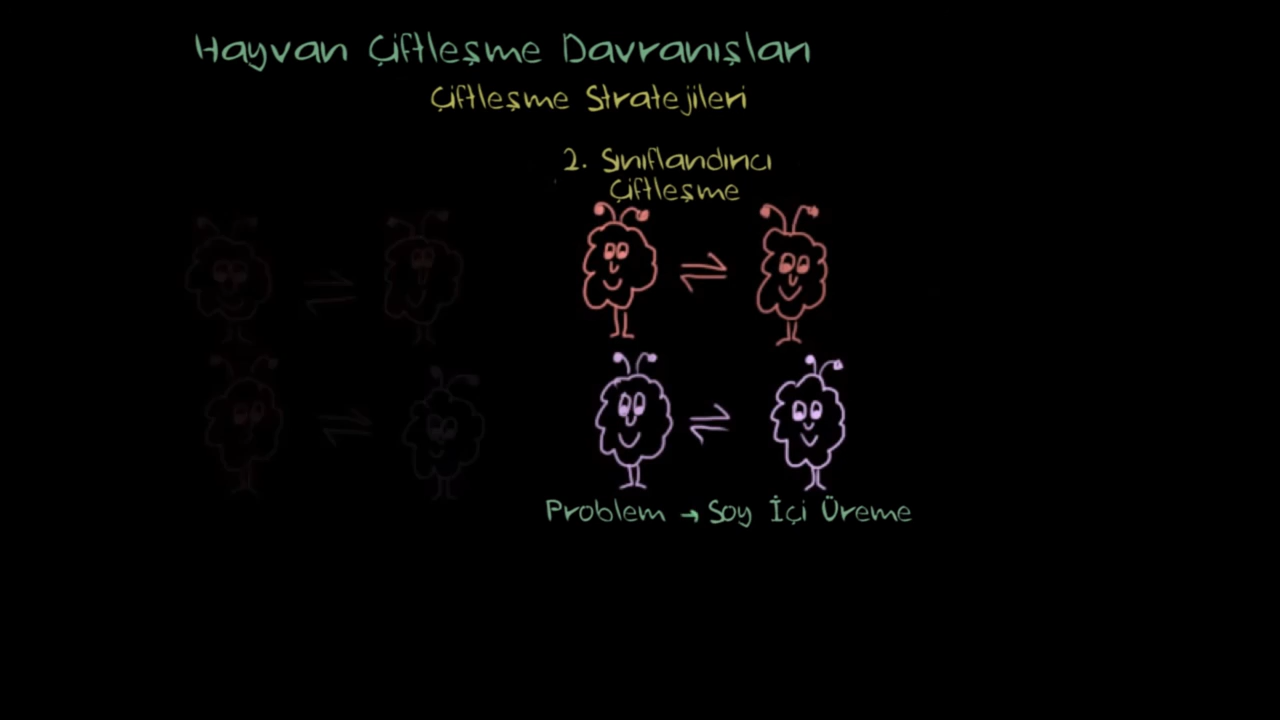 Hayvan Çiftleşme Davranışları
Çiftleşme Stratejileri
2. Sınıflandırıcı
Çiftleşme
Problem → Soy İçi Üreme